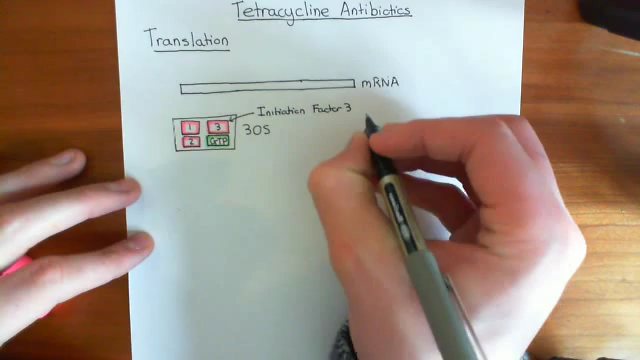 Tetracycline Antibiotics
Translation
mRNA
Initiation Factor 3
1 3
2 GTP
30S